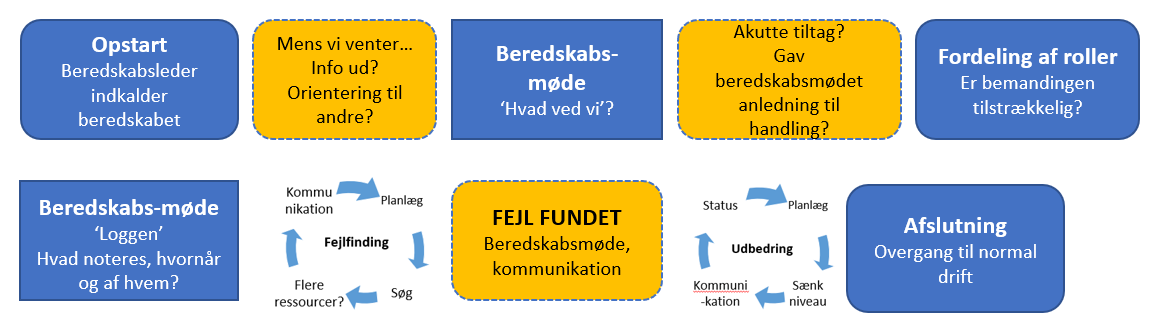 Opstart
Beredskabsleder
indkalder
beredskabet
Mens vi venter…
Info ud?
Orientering til
andre?
Beredskabs-
møde
‘Hvad ved vi’?
Akutte tiltag?
Gav
beredskabsmødet
anledning til
handling?
Fordeling af roller
Er bemandingen
tilstrækkelig?
Beredskabs-møde
‘Loggen’
Hvad noteres, hvornår
og af hvem?
Kommu
nikation
Planlæg
Fejlfinding
Flere
ressourcer?
Søg
FEJL FUNDET
Beredskabsmøde,
kommunikation
Status
Planlæg
Udbedring
Kommuni
-kation
Sænk
niveau
Afslutning
Overgang til normal
drift